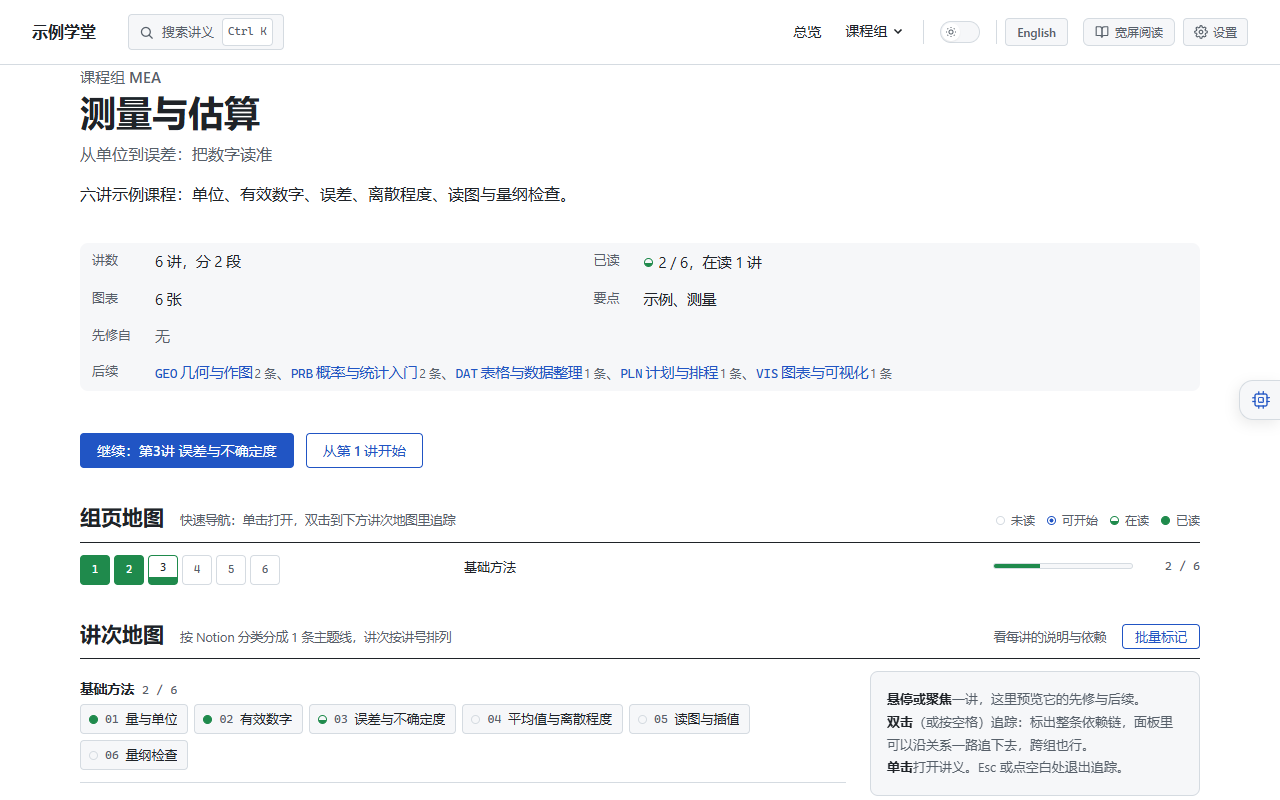 示例学堂
搜索讲义 Ctrl K
总览 课程组
English 宽屏阅读 设置
课程组 MEA
测量与估算
从单位到误差：把数字读准
六讲示例课程：单位、有效数字、误差、离散程度、读图与量纲检查。
讲数 6 讲，分 2 段
已读 2 / 6，在读 1 讲
图表 6 张
要点 示例、测量
先修自 无
后续 GEO 几何与作图 2 条、PRB 概率与统计入门 2 条、DAT 表格与数据整理 1 条、PLN 计划与排程 1 条、VIS 图表与可视化 1 条
继续：第3讲 误差与不确定度 从第 1 讲开始
组页地图 快速导航：单击打开，双击到下方讲次地图里追踪
未读 可开始 在读 已读
1 2 3 4 5 6 基础方法 2 / 6
讲次地图 按 Notion 分类分成 1 条主题线，讲次按讲号排列
看每讲的说明与依赖 批量标记
基础方法 2 / 6
01 量与单位 02 有效数字 03 误差与不确定度 04 平均值与离散程度 05 读图与插值
06 量纲检查
悬停或聚焦一讲，这里预览它的先修与后续。
双击（或按空格）追踪：标出整条依赖链，面板里
可以沿关系一路追下去，跨组也行。
单击打开讲义。Esc 或点空白处退出追踪。